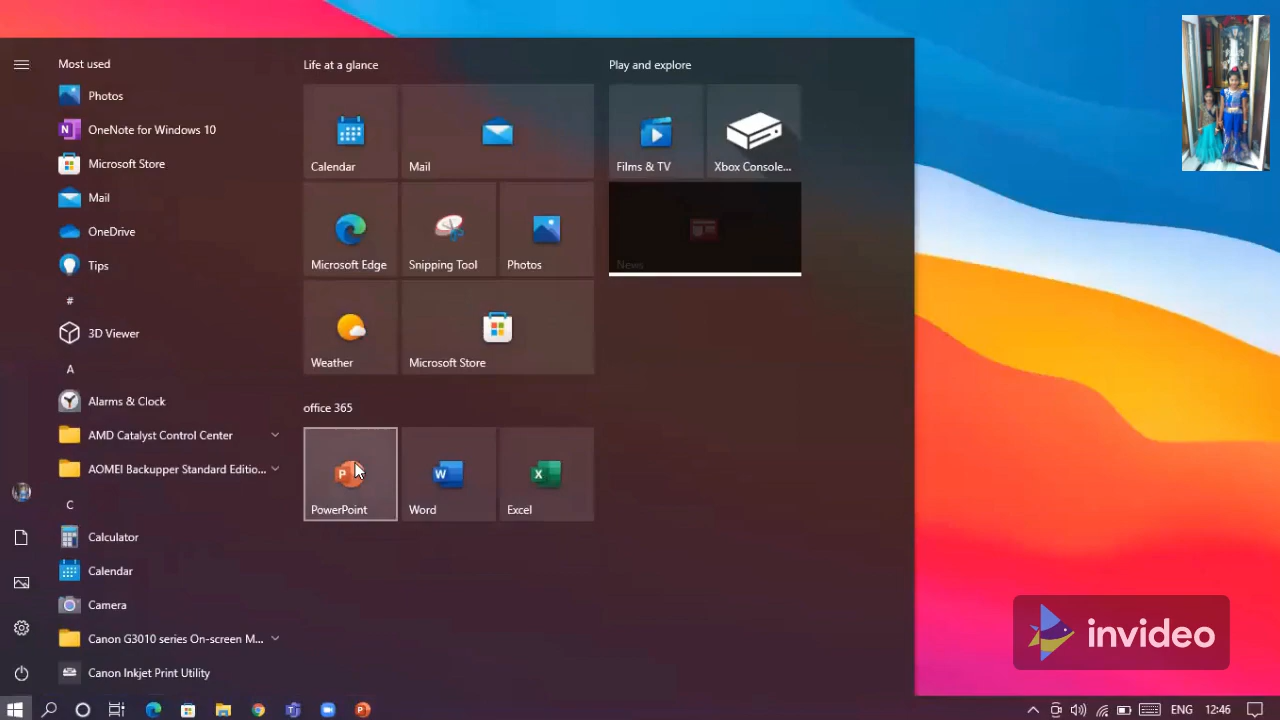 Most used
Photos
OneNote for Windows 10
Microsoft Store
Mail
OneDrive
Tips
#
3D Viewer
A
Alarms & Clock
AMD Catalyst Control Center
AOMEI Backupper Standard Editio...
C
Calculator
Calendar
Camera
Canon G3010 series On-screen M...
Canon Inkjet Print Utility
Life at a glance
Calendar
Mail
Microsoft Edge
Snipping Tool
Photos
Weather
Microsoft Store
office 365
PowerPoint
Word
Excel
Play and explore
Films & TV
Xbox Console...
News
invideo
ENG
12:46